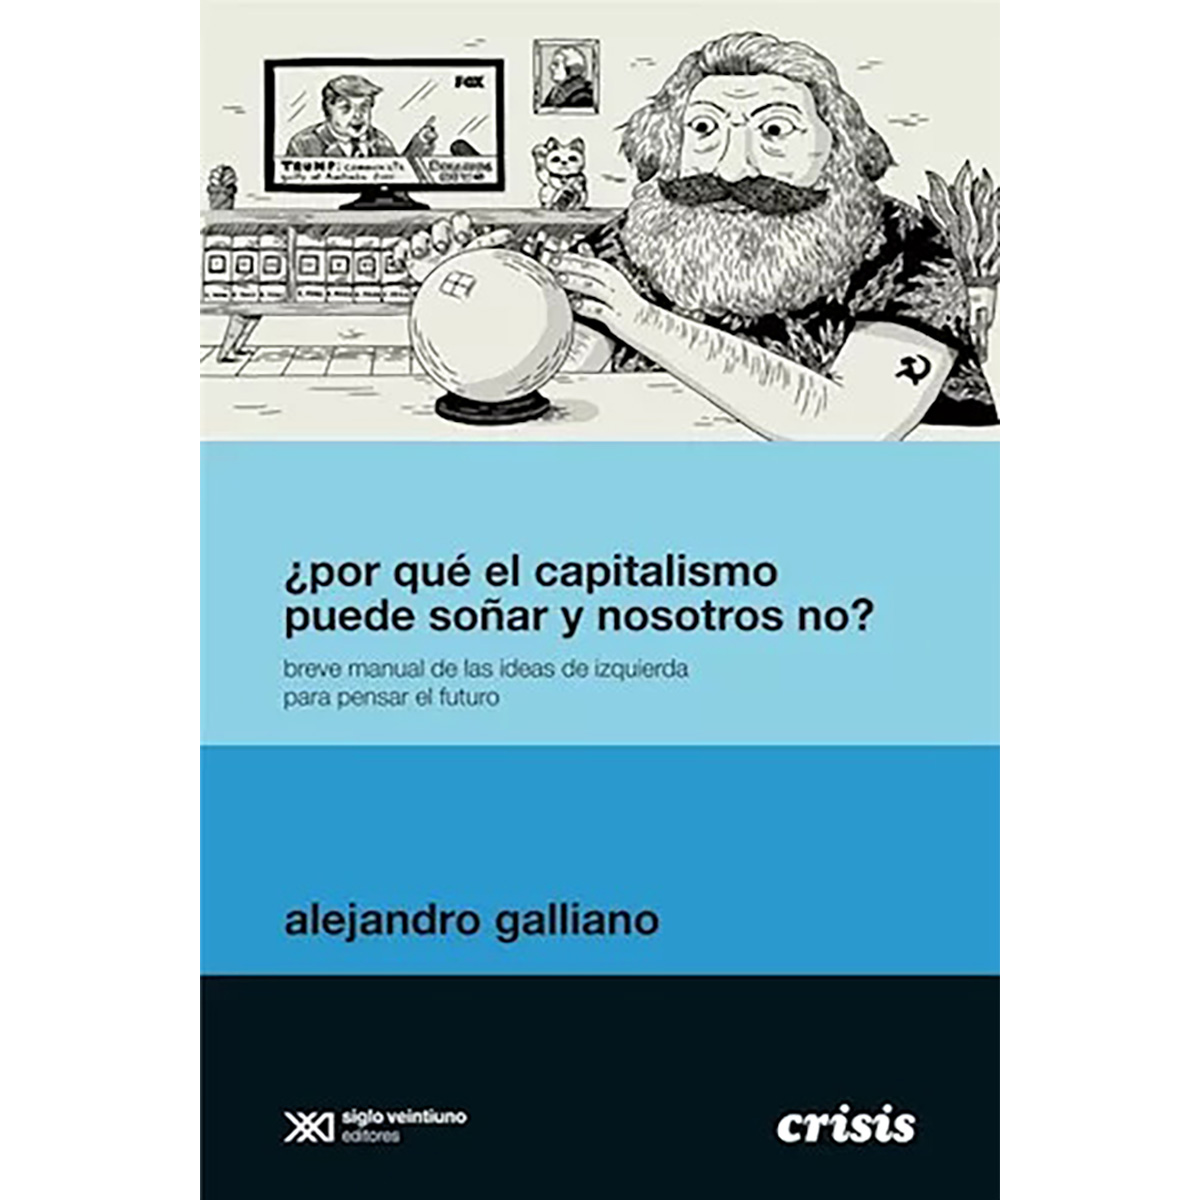 FOX
TRUMP:
¿por qué el capitalismo
puede soñar y nosotros no?
breve manual de las ideas de izquierda
para pensar el futuro
alejandro galliano
siglo veintiuno
editores
crisis